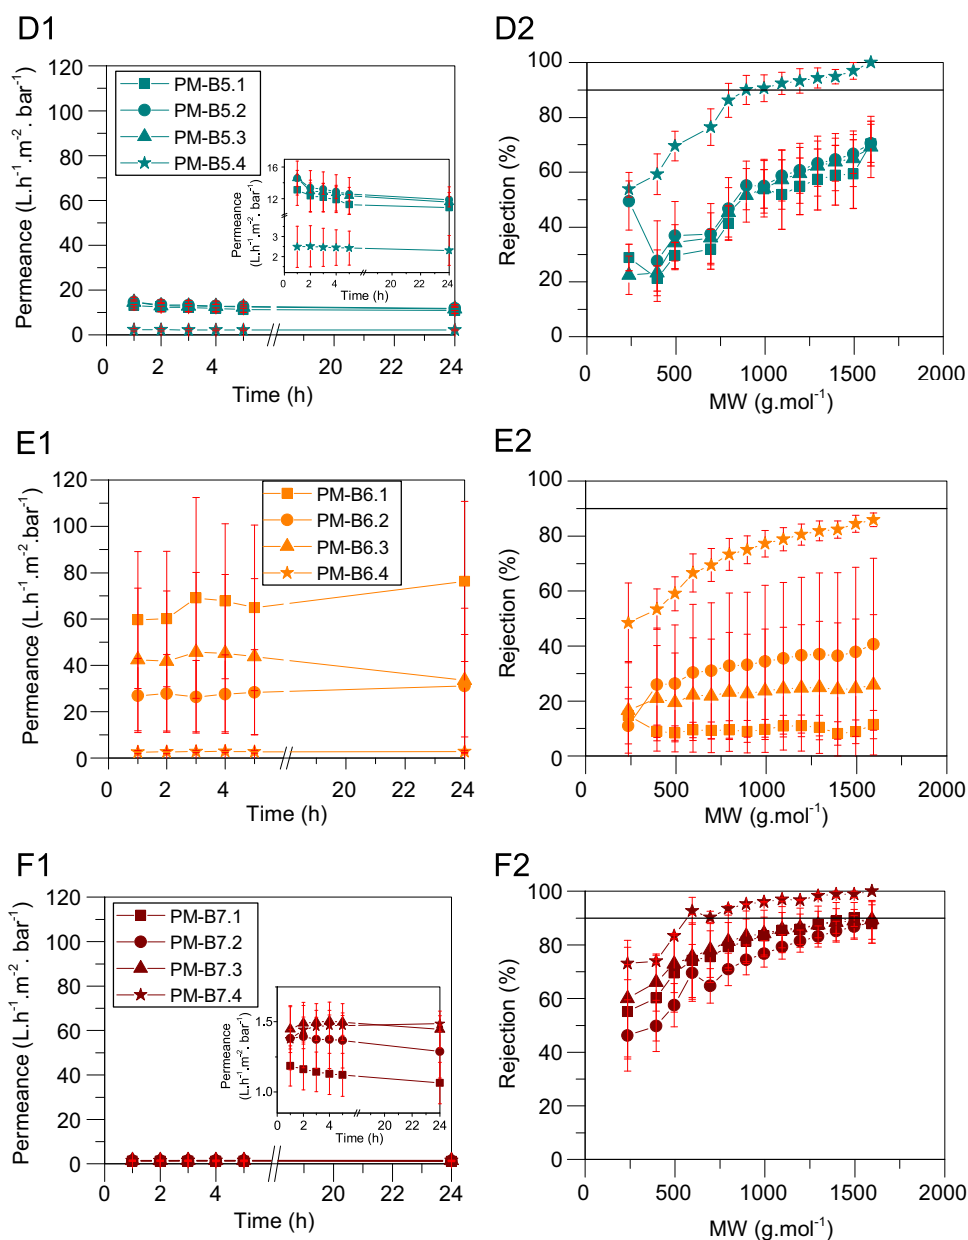 D1
Permeance (L.h⁻¹.m⁻². bar⁻¹)
120
100
80
60
40
20
0
PM-B5.1
PM-B5.2
PM-B5.3
PM-B5.4
Permeance
(L.h⁻¹.m⁻². bar⁻¹)
16
12
3
2
0 2 4 6 20 22 24
Time (h)
0 2 4 20 22 24
Time (h)
D2
Rejection (%)
100
80
60
40
20
0
0 500 1000 1500 2000
MW (g.mol⁻¹)
E1
Permeance (L.h⁻¹.m⁻².bar⁻¹)
120
100
80
60
40
20
0
PM-B6.1
PM-B6.2
PM-B6.3
PM-B6.4
0 2 4 20 22 24
Time (h)
E2
Rejection (%)
100
80
60
40
20
0
0 500 1000 1500 2000
MW (g.mol⁻¹)
F1
Permeance (L.h⁻¹.m⁻². bar⁻¹)
120
100
80
60
40
20
0
PM-B7.1
PM-B7.2
PM-B7.3
PM-B7.4
Permeance
(L.h⁻¹.m⁻². bar⁻¹)
1.5
1.0
0 2 4 6 20 22 24
Time (h)
0 2 4 20 22 24
Time (h)
F2
Rejection (%)
100
80
60
40
20
0
0 500 1000 1500 2000
MW (g.mol⁻¹)